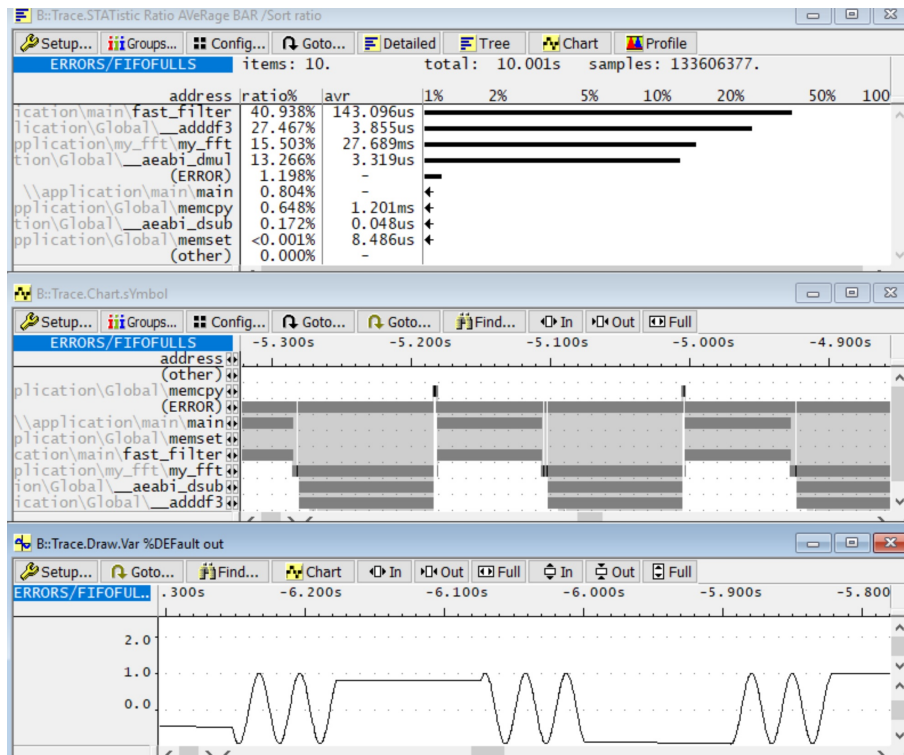 B::Trace.STATistic Ratio AVeRage BAR /Sort ratio
Setup... Groups... Config... Goto... Detailed Tree Chart Profile
ERRORS/FIFOFULLS items: 10. total: 10.001s samples: 133606377.
address ratio% avr 1% 2% 5% 10% 20% 50% 100
ication\main\fast_filter 40.938% 143.096us
lication\Global\__adddf3 27.467% 3.855us
pplication\my_fft\my_fft 15.503% 27.689ms
tion\Global\__aeabi_dmul 13.266% 3.319us
(ERROR) 1.198% -
\\application\main\main 0.804% -
pplication\Global\memcpy 0.648% 1.201ms
tion\Global\__aeabi_dsub 0.172% 0.048us
pplication\Global\memset <0.001% 8.486us
(other) 0.000% -
B::Trace.Chart.sYmbol
Setup... Groups... Config... Goto... Goto... Find... In Out Full
ERRORS/FIFOFULLS -5.300s -5.200s -5.100s -5.000s -4.900s
address
(other)
plication\Global\memcpy
(ERROR)
\\application\main\main
plication\Global\memset
cation\main\fast_filter
plication\my_fft\my_fft
ion\Global\__aeabi_dsub
ication\Global\__adddf3
B::Trace.Draw.Var %DEFault out
Setup... Goto... Find... Chart In Out Full In Out Full
ERRORS/FIFOFUL.. .300s -6.200s -6.100s -6.000s -5.900s -5.800
2.0
1.0
0.0